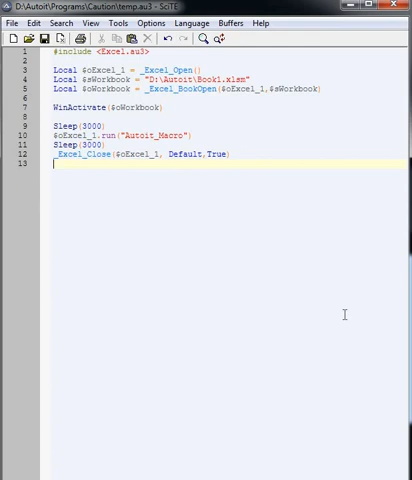 D:\Autoit\Programs\Caution\temp.au3 - SciTE
File Edit Search View Tools Options Language Buffers Help
1 #include <Excel.au3>
2
3 Local $oExcel_1 = _Excel_Open()
4 Local $sWorkbook = "D:\Autoit\Book1.xlsm"
5 Local $oWorkbook = _Excel_BookOpen($oExcel_1,$sWorkbook)
6
7 WinActivate($oWorkbook)
8
9 Sleep(3000)
10 $oExcel_1.run("Autoit_Macro")
11 Sleep(3000)
12 _Excel_Close($oExcel_1, Default,True)
13